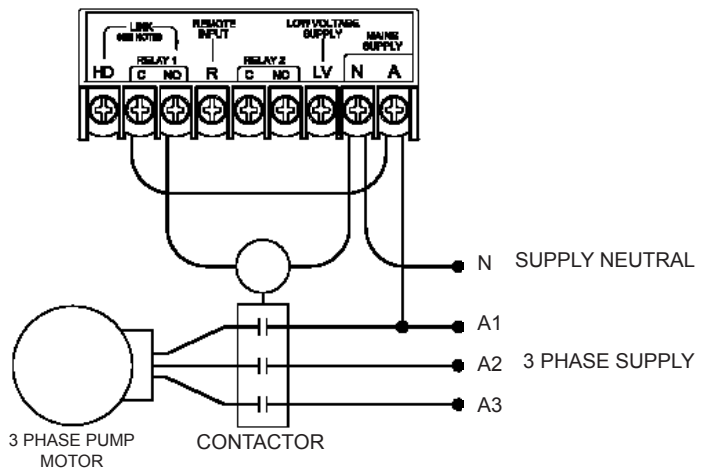 LINK
(SEE NOTES)
REMOTE
INPUT
LOW VOLTAGE
SUPPLY
MAINS
SUPPLY
RELAY 1
RELAY 2
HD C NO R C NO LV N A
N SUPPLY NEUTRAL
A1
A2 3 PHASE SUPPLY
A3
3 PHASE PUMP
MOTOR
CONTACTOR